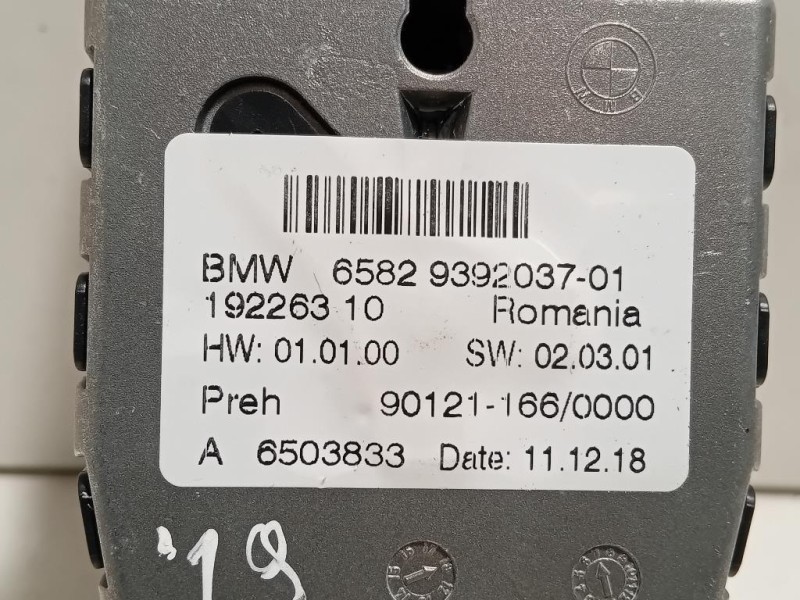 BMW
BMW 6582 9392037-01
192263 10 Romania
HW: 01.01.00 SW: 02.03.01
Preh 90121-166/0000
A 6503833 Date: 11.12.18